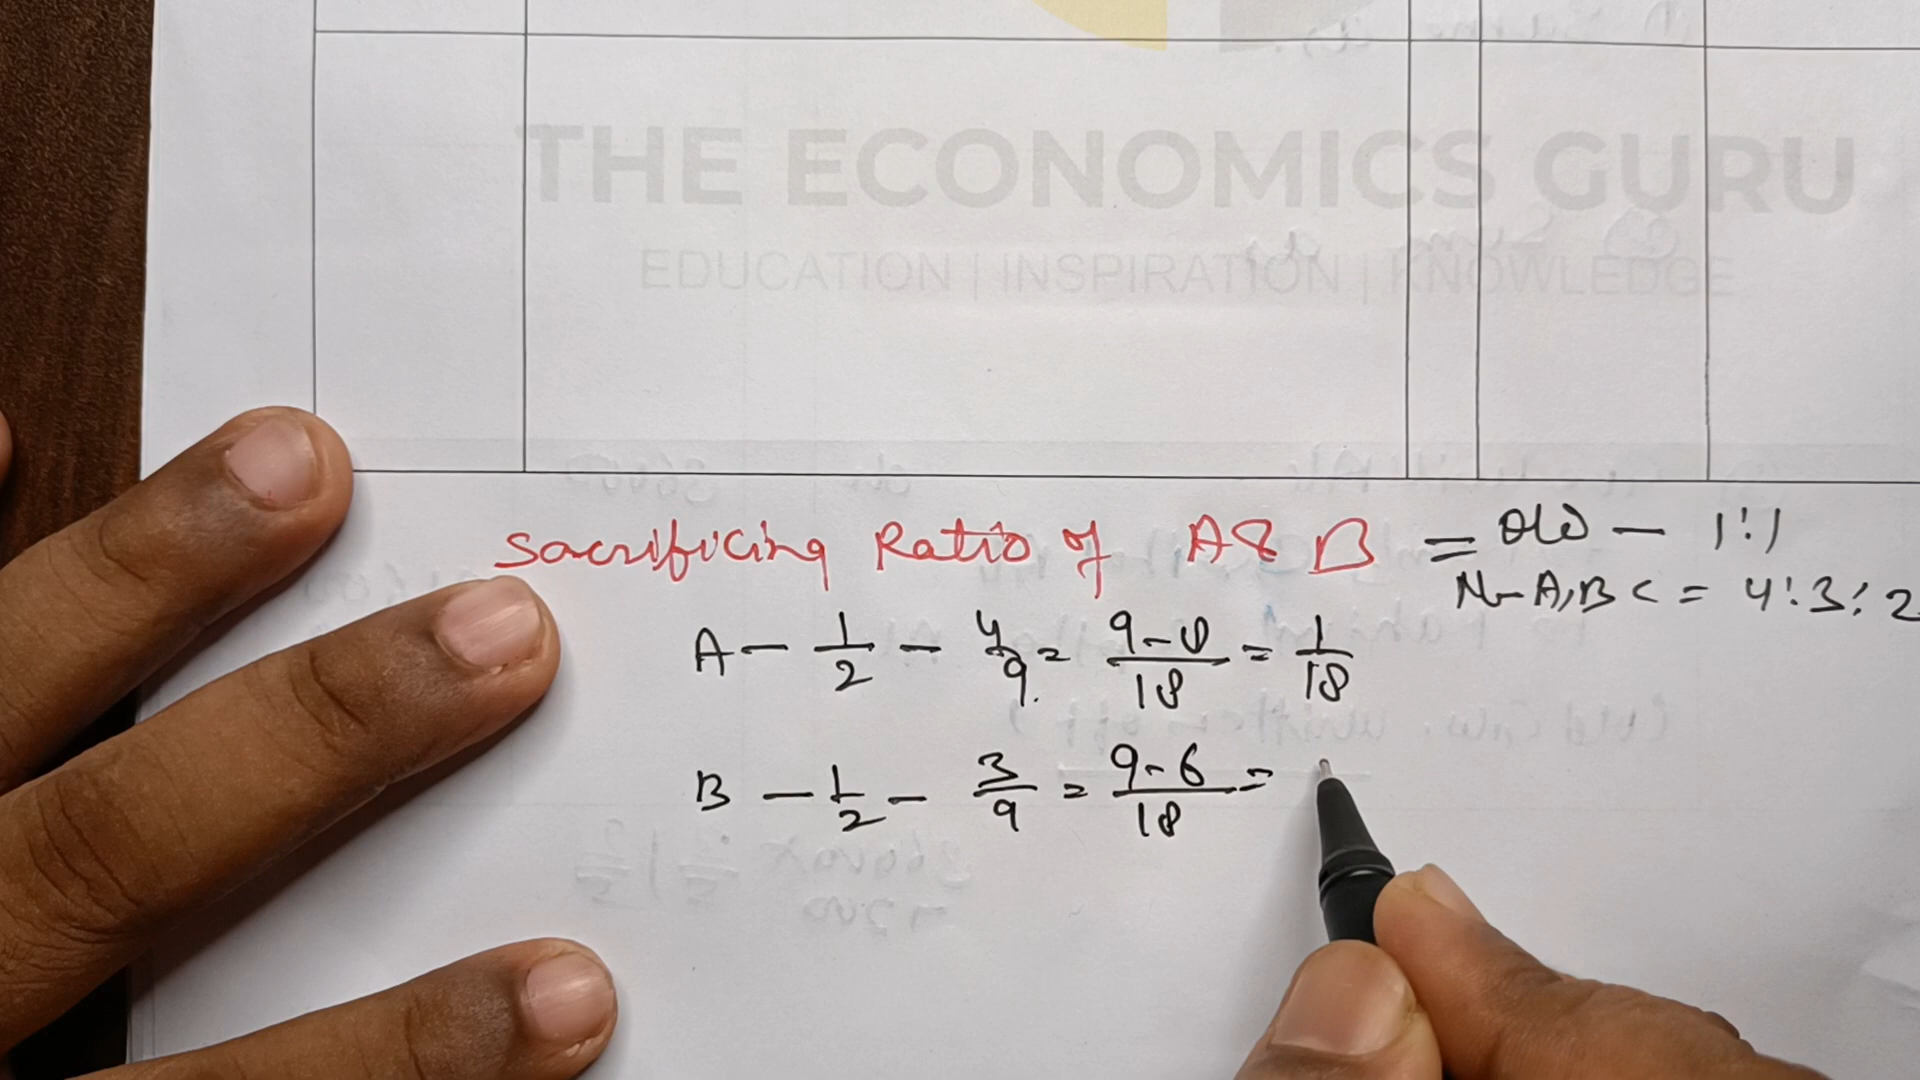 THE ECONOMICS GURU
EDUCATION | INSPIRATION | KNOWLEDGE
Sacrificing Ratio of A & B = Old — 1:1
N - A, B C = 4:3:2
A — 1/2 — 4/9 = 9-8/18 = 1/18
B — 1/2 — 3/9 = 9-6/18 =